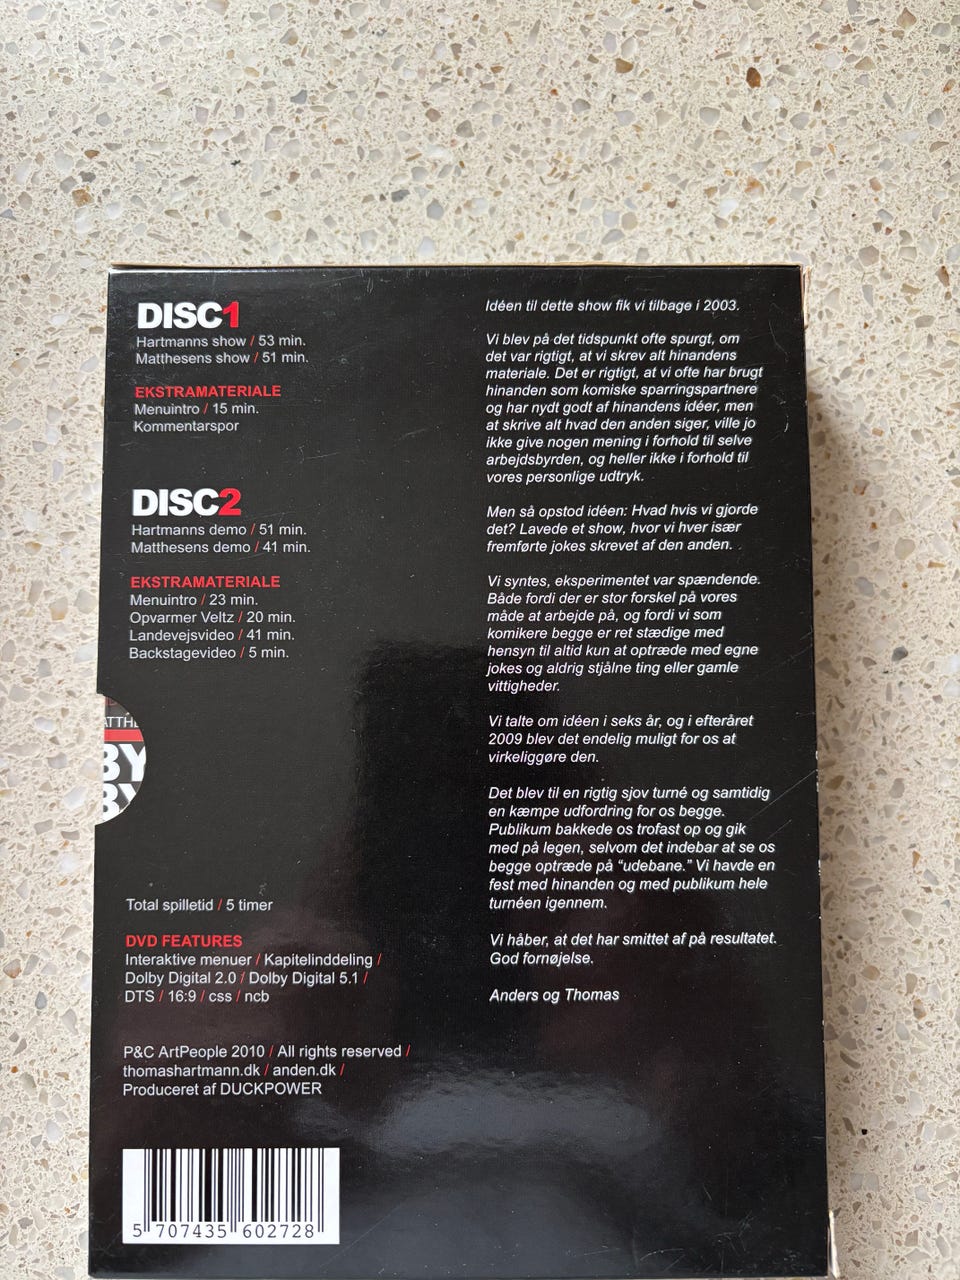 DISC1
Hartmanns show / 53 min.
Matthesens show / 51 min.
EKSTRAMATERIALE
Menuintro / 15 min.
Kommentarspor
DISC2
Hartmanns demo / 51 min.
Matthesens demo / 41 min.
EKSTRAMATERIALE
Menuintro / 23 min.
Opvarmer Veltz / 20 min.
Landevejsvideo / 41 min.
Backstagevideo / 5 min.
ATTHE
BY
BY
Total spilletid / 5 timer
DVD FEATURES
Interaktive menuer / Kapitelinddeling /
Dolby Digital 2.0 / Dolby Digital 5.1 /
DTS / 16:9 / css / ncb
P&C ArtPeople 2010 / All rights reserved /
thomashartmann.dk / anden.dk /
Produceret af DUCKPOWER
5 707435 602728
Idéen til dette show fik vi tilbage i 2003.
Vi blev på det tidspunkt ofte spurgt, om
det var rigtigt, at vi skrev alt hinandens
materiale. Det er rigtigt, at vi ofte har brugt
hinanden som komiske sparringspartnere
og har nydt godt af hinandens idéer, men
at skrive alt hvad den anden siger, ville jo
ikke give nogen mening i forhold til selve
arbejdsbyrden, og heller ikke i forhold til
vores personlige udtryk.
Men så opstod idéen: Hvad hvis vi gjorde
det? Lavede et show, hvor vi hver især
fremførte jokes skrevet af den anden.
Vi syntes, eksperimentet var spændende.
Både fordi der er stor forskel på vores
måde at arbejde på, og fordi vi som
komikere begge er ret stædige med
hensyn til altid kun at optræde med egne
jokes og aldrig stjålne ting eller gamle
vittigheder.
Vi talte om idéen i seks år, og i efteråret
2009 blev det endelig muligt for os at
virkeliggøre den.
Det blev til en rigtig sjov turné og samtidig
en kæmpe udfordring for os begge.
Publikum bakkede os trofast op og gik
med på legen, selvom det indebar at se os
begge optræde på “udebane.” Vi havde en
fest med hinanden og med publikum hele
turnéen igennem.
Vi håber, at det har smittet af på resultatet.
God fornøjelse.
Anders og Thomas